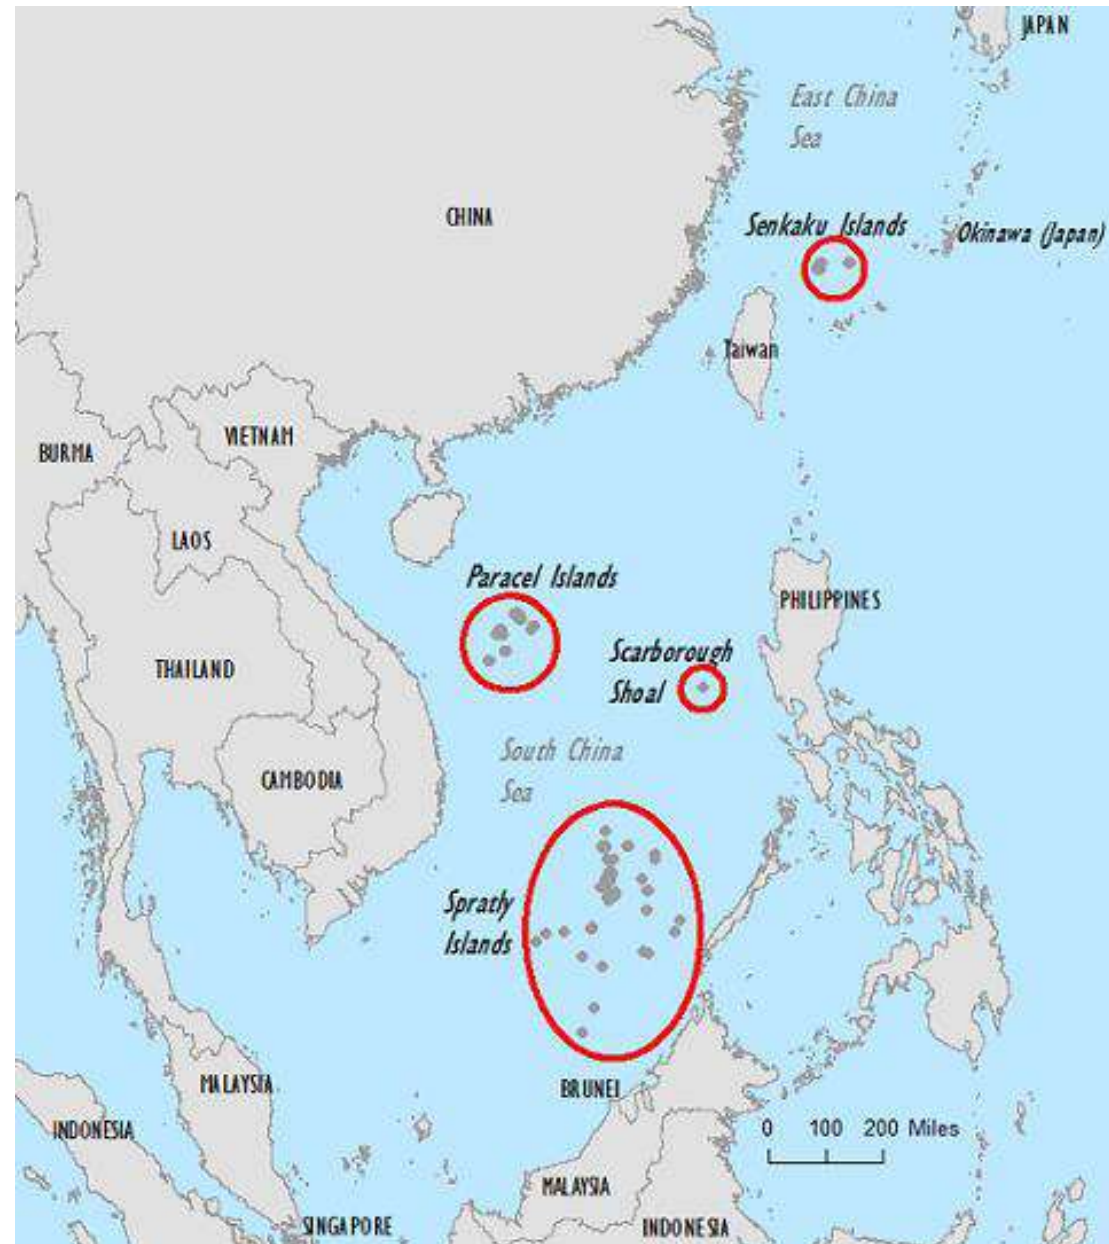 JAPAN
East China
Sea
CHINA
Senkaku Islands
Okinawa (Japan)
Taiwan
VIETNAM
BURMA
LAOS
Paracel Islands
PHILIPPINES
Scarborough
Shoal
THAILAND
South China
Sea
CAMBODIA
Spratly
Islands
MALAYSIA
BRUNEI
INDONESIA
0 100 200 Miles
MALAYSIA
SINGAPORE
INDONESIA